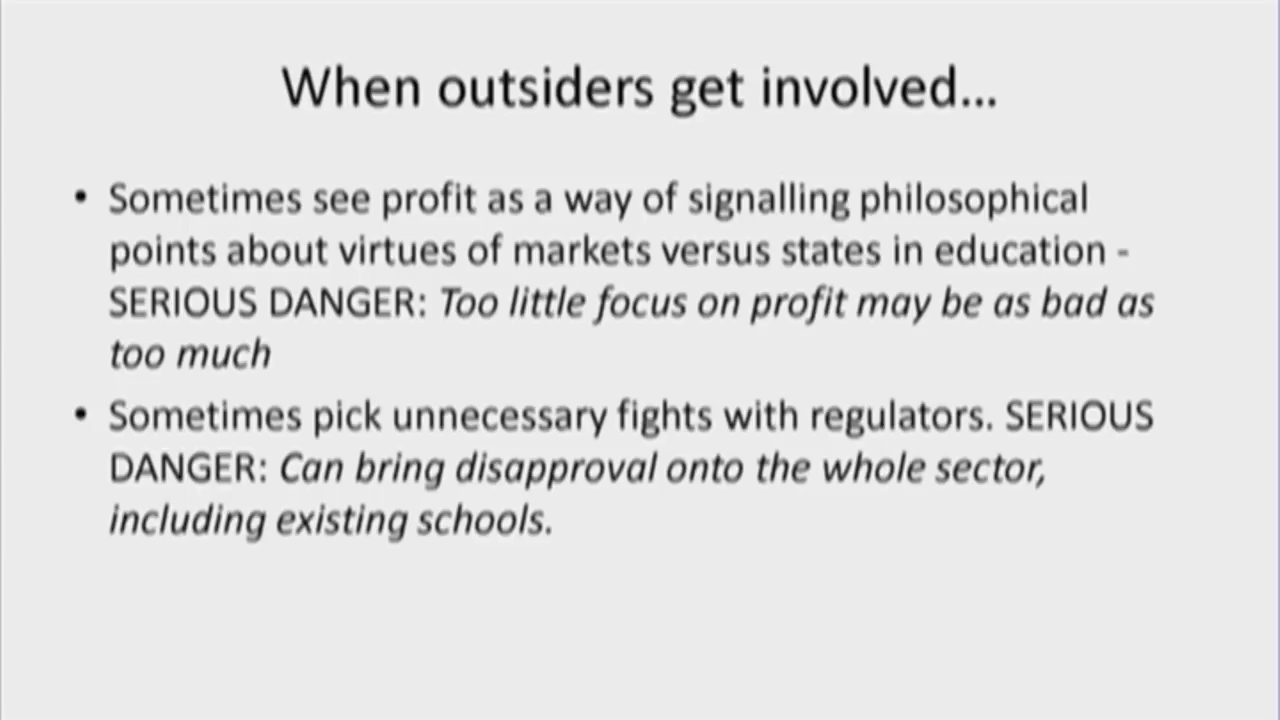 When outsiders get involved...
• Sometimes see profit as a way of signalling philosophical
points about virtues of markets versus states in education -
SERIOUS DANGER: Too little focus on profit may be as bad as
too much
• Sometimes pick unnecessary fights with regulators. SERIOUS
DANGER: Can bring disapproval onto the whole sector,
including existing schools.